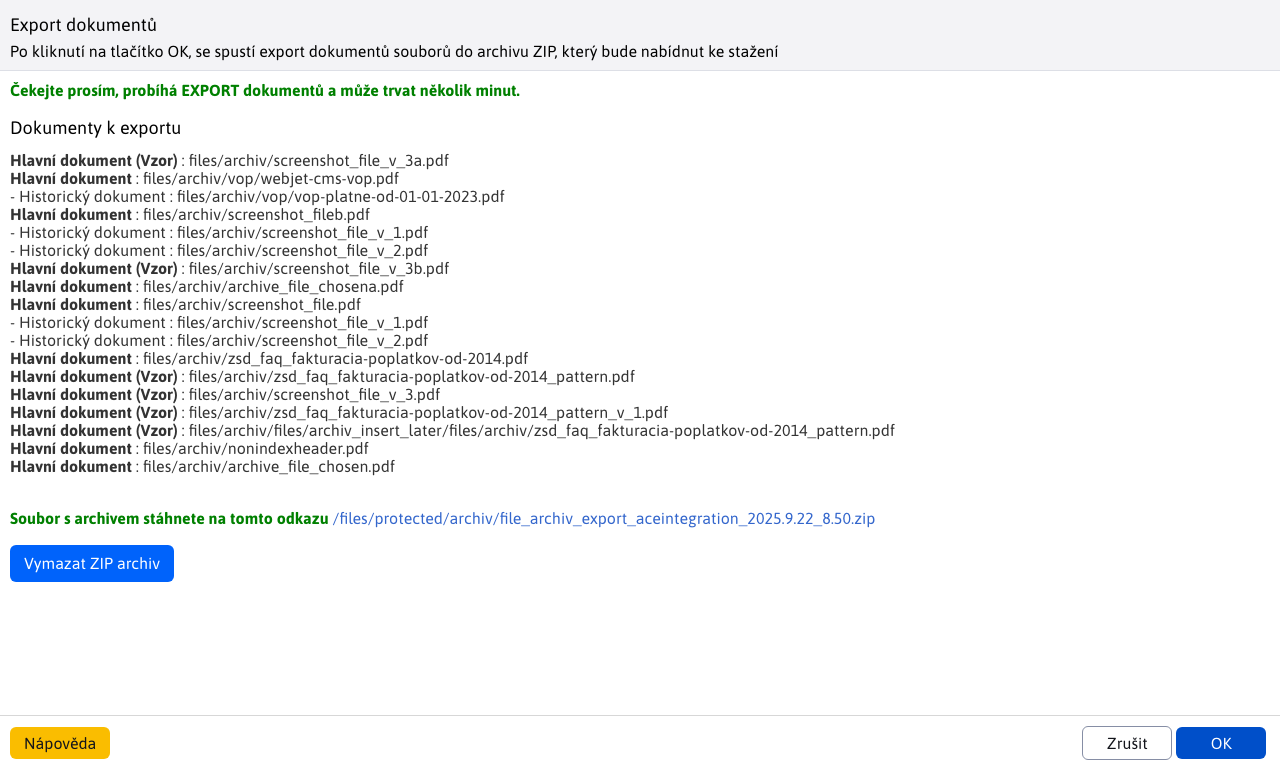 Export dokumentů
Po kliknutí na tlačítko OK, se spustí export dokumentů souborů do archivu ZIP, který bude nabídnut ke stažení
Čekejte prosím, probíhá EXPORT dokumentů a může trvat několik minut.
Dokumenty k exportu
Hlavní dokument (Vzor) : files/archiv/screenshot_file_v_3a.pdf
Hlavní dokument : files/archiv/vop/webjet-cms-vop.pdf
- Historický dokument : files/archiv/vop/vop-platne-od-01-01-2023.pdf
Hlavní dokument : files/archiv/screenshot_fileb.pdf
- Historický dokument : files/archiv/screenshot_file_v_1.pdf
- Historický dokument : files/archiv/screenshot_file_v_2.pdf
Hlavní dokument (Vzor) : files/archiv/screenshot_file_v_3b.pdf
Hlavní dokument : files/archiv/archive_file_chosena.pdf
Hlavní dokument : files/archiv/screenshot_file.pdf
- Historický dokument : files/archiv/screenshot_file_v_1.pdf
- Historický dokument : files/archiv/screenshot_file_v_2.pdf
Hlavní dokument : files/archiv/zsd_faq_fakturacia-poplatkov-od-2014.pdf
Hlavní dokument (Vzor) : files/archiv/zsd_faq_fakturacia-poplatkov-od-2014_pattern.pdf
Hlavní dokument (Vzor) : files/archiv/screenshot_file_v_3.pdf
Hlavní dokument (Vzor) : files/archiv/zsd_faq_fakturacia-poplatkov-od-2014_pattern_v_1.pdf
Hlavní dokument (Vzor) : files/archiv/files/archiv_insert_later/files/archiv/zsd_faq_fakturacia-poplatkov-od-2014_pattern.pdf
Hlavní dokument : files/archiv/nonindexheader.pdf
Hlavní dokument : files/archiv/archive_file_chosen.pdf
Soubor s archivem stáhnete na tomto odkazu /files/protected/archiv/file_archiv_export_aceintegration_2025.9.22_8.50.zip
Vymazat ZIP archiv
Nápověda
Zrušit
OK